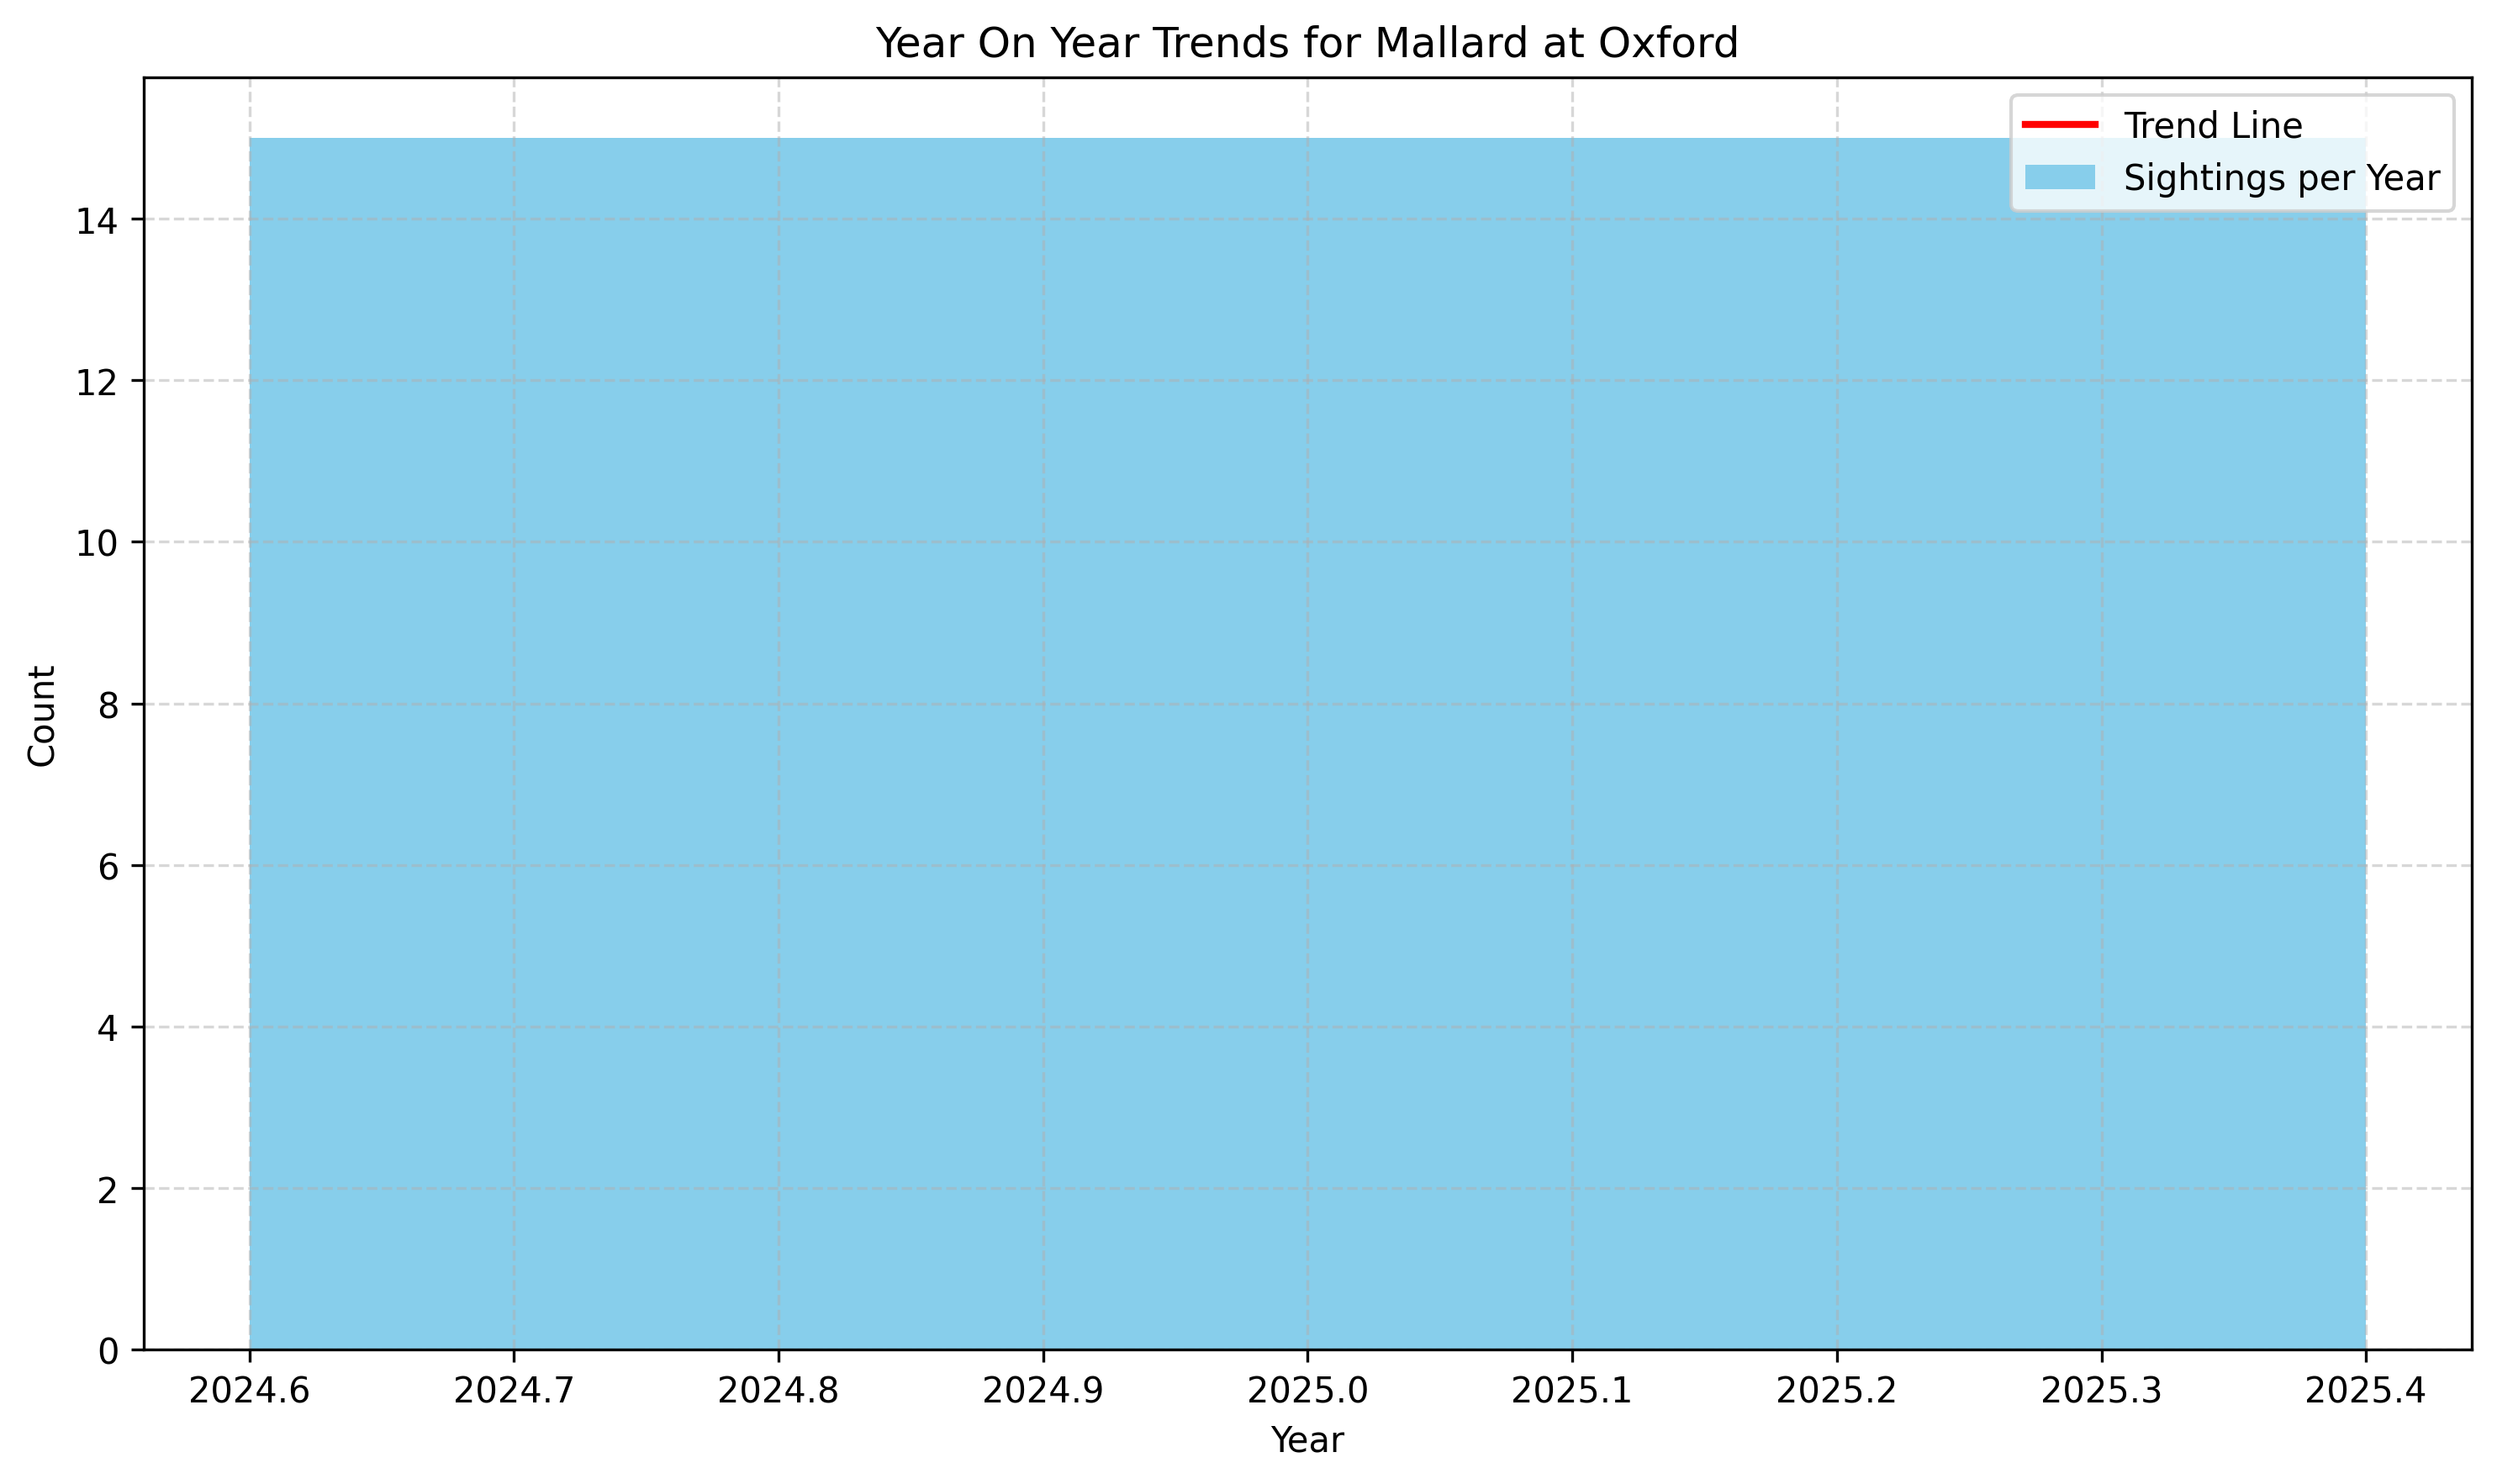 Year On Year Trends for Mallard at Oxford
Trend Line
Sightings per Year
14
12
10
8
6
4
2
0
Count
2024.6 2024.7 2024.8 2024.9 2025.0 2025.1 2025.2 2025.3 2025.4
Year